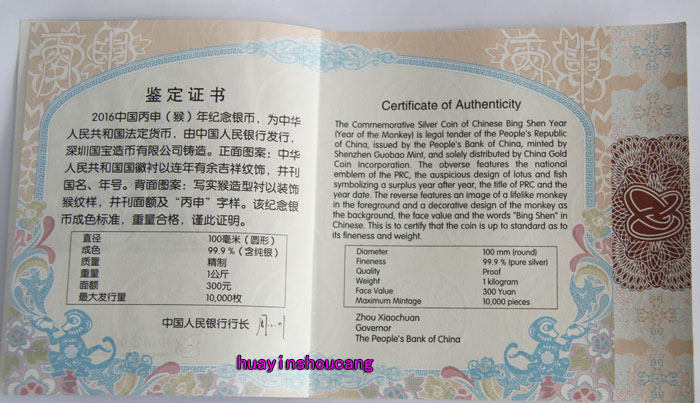 鉴定证书
2016中国丙申（猴）年纪念银币，为中华
人民共和国法定货币，由中国人民银行发行，
深圳国宝造币有限公司铸造。正面图案：中华
人民共和国国徽衬以连年有余吉祥纹饰，并刊
国名、年号。背面图案：写实猴造型衬以装饰
猴纹样，并刊面额及“丙申”字样。该纪念银
币成色标准，重量合格，谨此证明。
直径 100毫米（圆形）
成色 99.9％（含纯银）
质量 精制
重量 1公斤
面额 300元
最大发行量 10,000枚
中国人民银行行长
Certificate of Authenticity
The Commemorative Silver Coin of Chinese Bing Shen Year
(Year of the Monkey) is legal tender of the People's Republic
of China, issued by the People's Bank of China, minted by
Shenzhen Guobao Mint, and solely distributed by China Gold
Coin Incorporation. The obverse features the national
emblem of the PRC, the auspicious design of lotus and fish
symbolizing a surplus year after year, the title of PRC and the
year date. The reverse features an image of a lifelike monkey
in the foreground and a decorative design of the monkey as
the background, the face value and the words "Bing Shen" in
Chinese. This is to certify that the coin is up to standard as to
its fineness and weight.
Diameter 100 mm (round)
Fineness 99.9 % (pure silver)
Quality Proof
Weight 1 kilogram
Face Value 300 Yuan
Maximum Mintage 10,000 pieces
Zhou Xiaochuan
Governor
The People's Bank of China
huayinshoucang